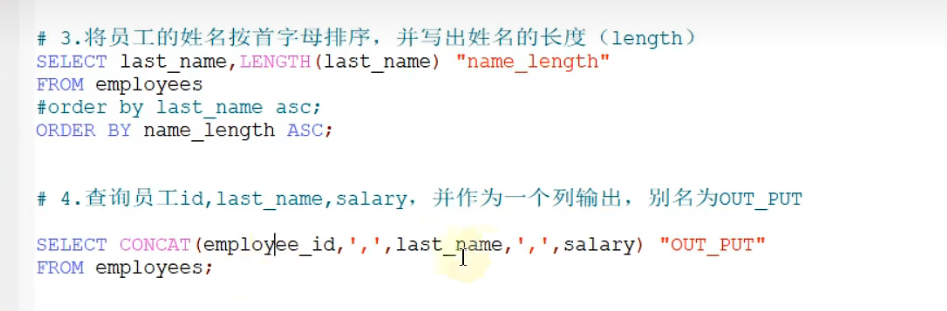 # 3.将员工的姓名按首字母排序，并写出姓名的长度（length）
SELECT last_name,LENGTH(last_name) "name_length"
FROM employees
#order by last_name asc;
ORDER BY name_length ASC;
# 4.查询员工id,last_name,salary，并作为一个列输出，别名为OUT_PUT
SELECT CONCAT(employee_id,',',last_name,',',salary) "OUT_PUT"
FROM employees;